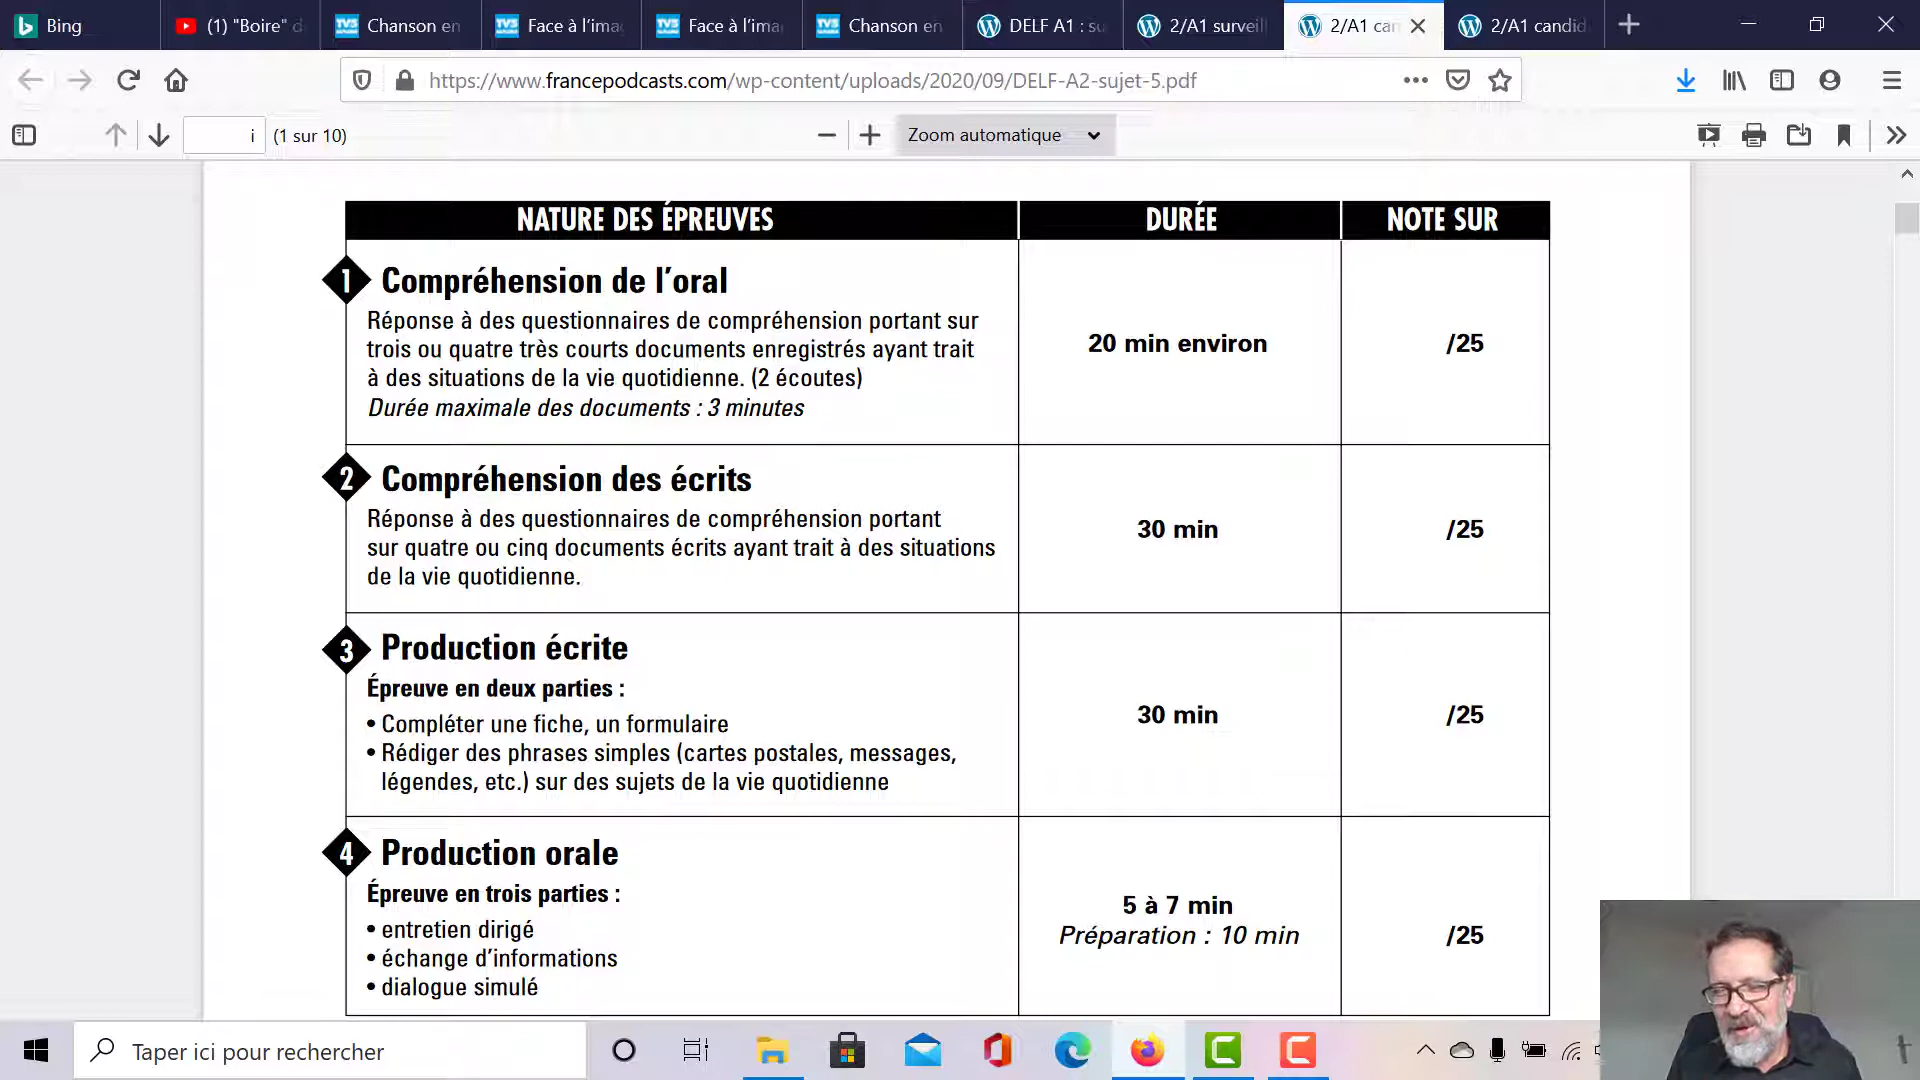 Bing
(1) "Boire" d
Chanson en
Face à l'ima
Face à l'ima
Chanson en
DELF A1 : su
2/A1 surveil
2/A1 can
2/A1 candid
https://www.francepodcasts.com/wp-content/uploads/2020/09/DELF-A2-sujet-5.pdf
i (1 sur 10)
Zoom automatique
NATURE DES ÉPREUVES
DURÉE
NOTE SUR
1 Compréhension de l'oral
Réponse à des questionnaires de compréhension portant sur
trois ou quatre très courts documents enregistrés ayant trait
à des situations de la vie quotidienne. (2 écoutes)
Durée maximale des documents : 3 minutes
20 min environ
/25
2 Compréhension des écrits
Réponse à des questionnaires de compréhension portant
sur quatre ou cinq documents écrits ayant trait à des situations
de la vie quotidienne.
30 min
/25
3 Production écrite
Épreuve en deux parties :
• Compléter une fiche, un formulaire
• Rédiger des phrases simples (cartes postales, messages,
légendes, etc.) sur des sujets de la vie quotidienne
30 min
/25
4 Production orale
Épreuve en trois parties :
• entretien dirigé
• échange d'informations
• dialogue simulé
5 à 7 min
Préparation : 10 min
/25
Taper ici pour rechercher